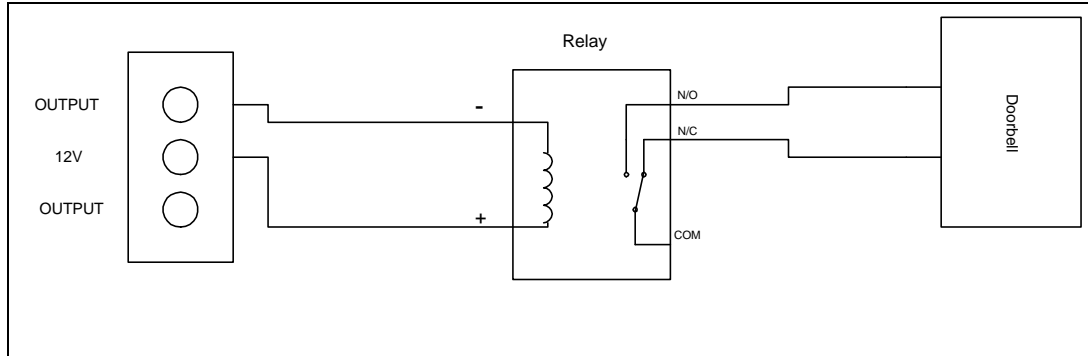 Relay
OUTPUT
12V
OUTPUT
-
+
N/O
N/C
COM
Doorbell